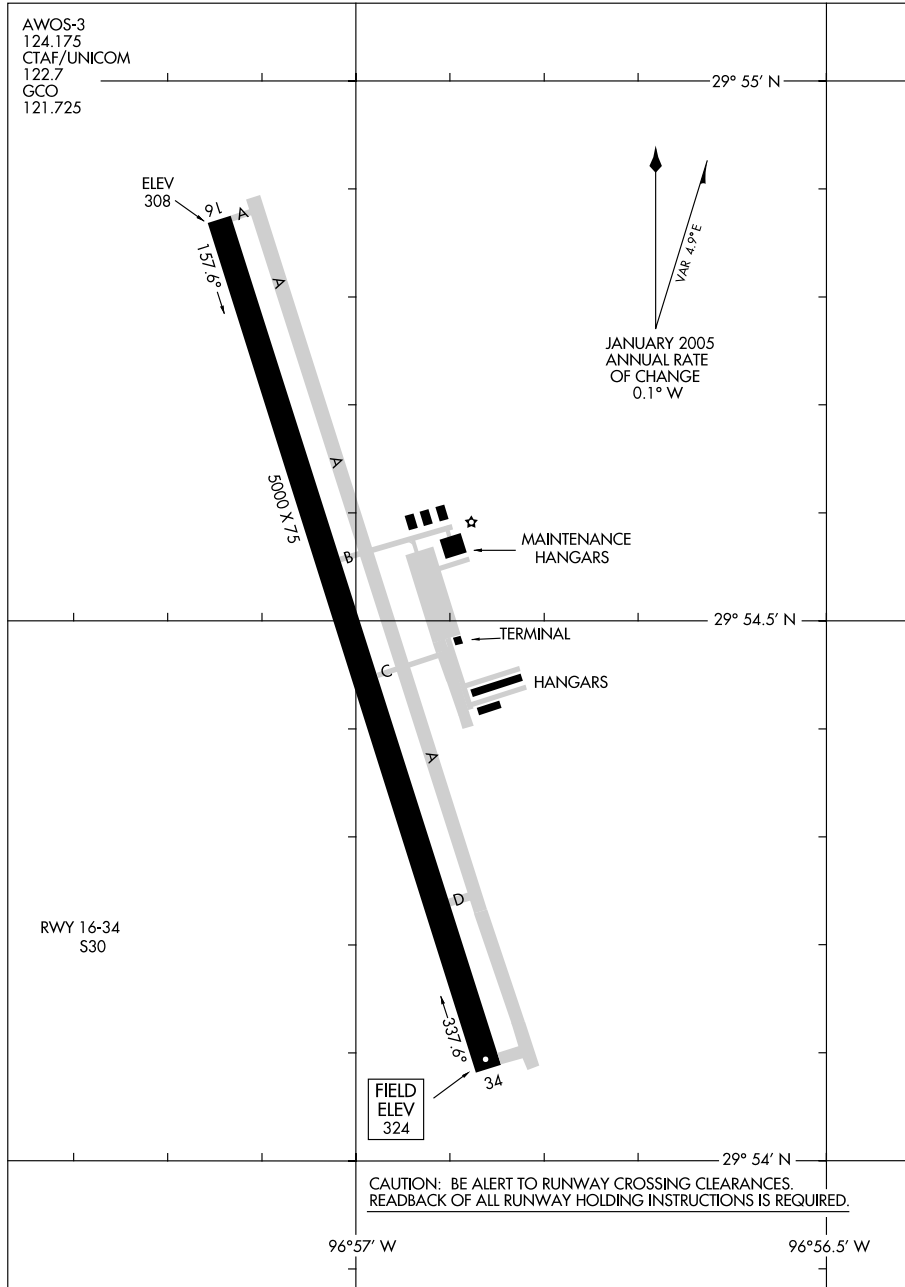 AWOS-3
124.175
CTAF/UNICOM
122.7
GCO
121.725
29° 55' N
ELEV
308
16
A
157.6°
A
VAR 4.9° E
JANUARY 2005
ANNUAL RATE
OF CHANGE
0.1° W
A
5000 X 75
B
MAINTENANCE
HANGARS
29° 54.5' N
TERMINAL
C
HANGARS
A
D
RWY 16-34
S30
337.6°
34
FIELD
ELEV
324
29° 54' N
CAUTION: BE ALERT TO RUNWAY CROSSING CLEARANCES.
READBACK OF ALL RUNWAY HOLDING INSTRUCTIONS IS REQUIRED.
96°57' W
96°56.5' W